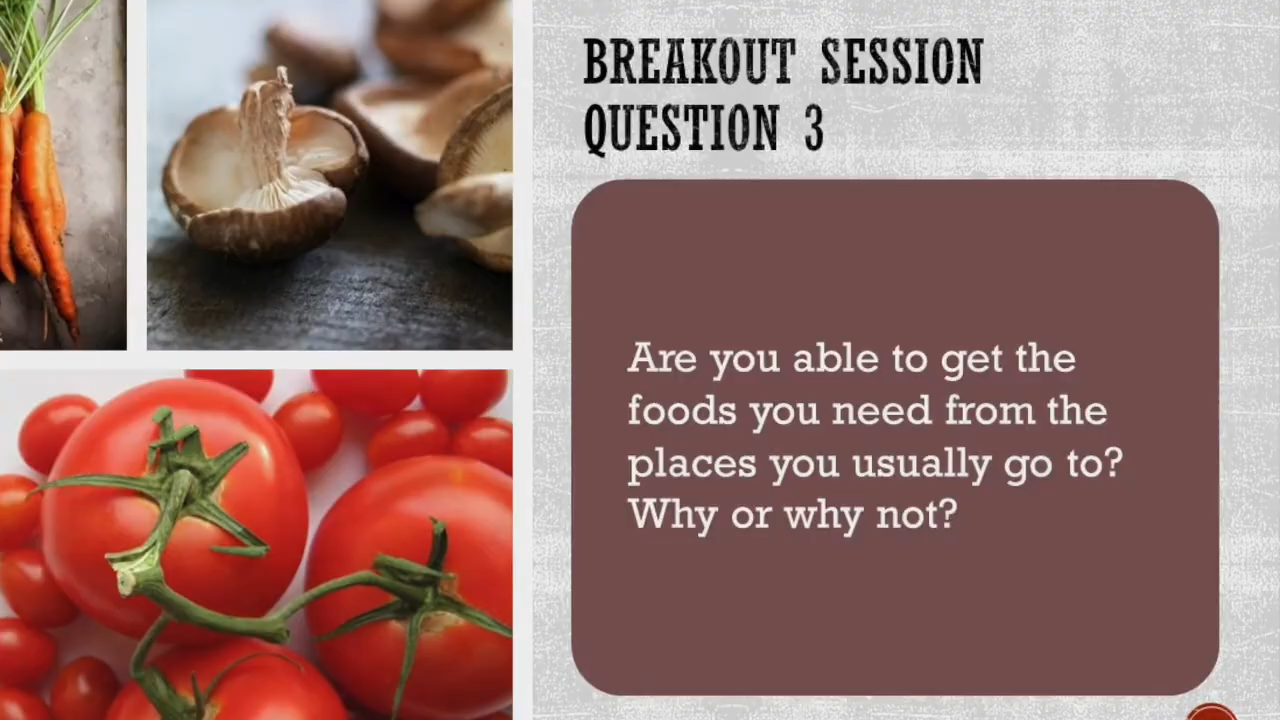 BREAKOUT SESSION
QUESTION 3
Are you able to get the
foods you need from the
places you usually go to?
Why or why not?